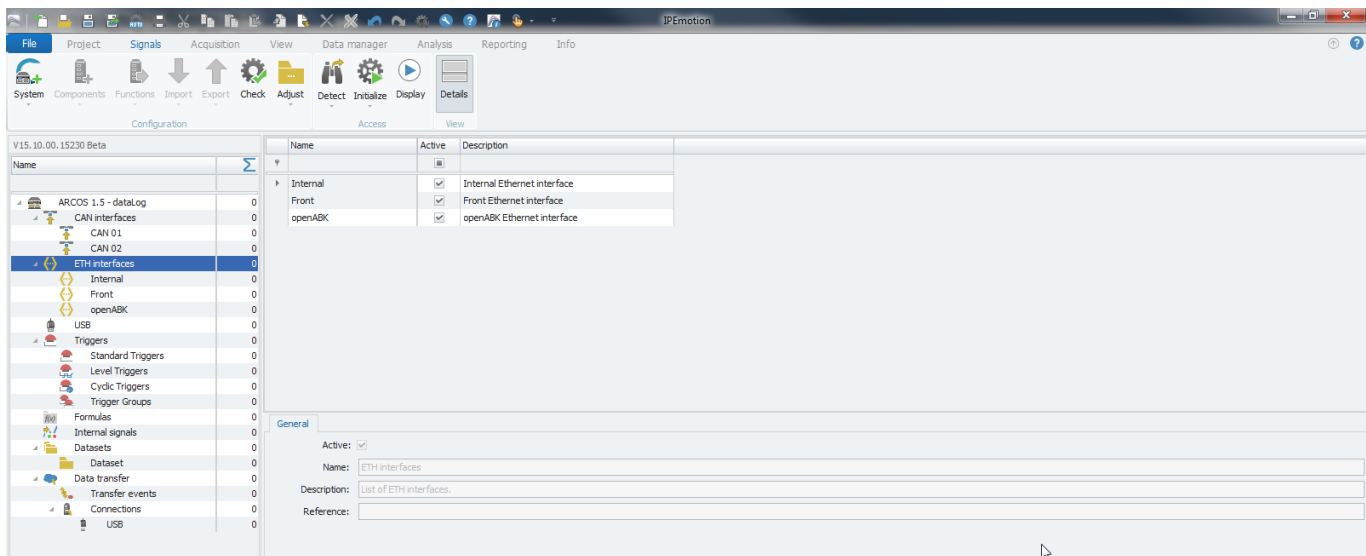 IPEmotion
File Project Signals Acquisition View Data manager Analysis Reporting Info
System Components Functions Import Export Check Adjust Detect Initialize Display Details
Configuration Access View
V15.10.00.15230 Beta
Name Σ
Name Active Description
Internal Internal Ethernet interface
Front Front Ethernet interface
openABK openABK Ethernet interface
ARCOS 1.5 - dataLog 0
CAN interfaces 0
CAN 01 0
CAN 02 0
ETH interfaces 0
Internal 0
Front 0
openABK 0
USB 0
Triggers 0
Standard Triggers 0
Level Triggers 0
Cyclic Triggers 0
Trigger Groups 0
f(x) Formulas 0
Internal signals 0
Datasets 0
Dataset 0
Data transfer 0
Transfer events 0
Connections 0
USB 0
General
Active:
Name: ETH interfaces
Description: List of ETH interfaces.
Reference: